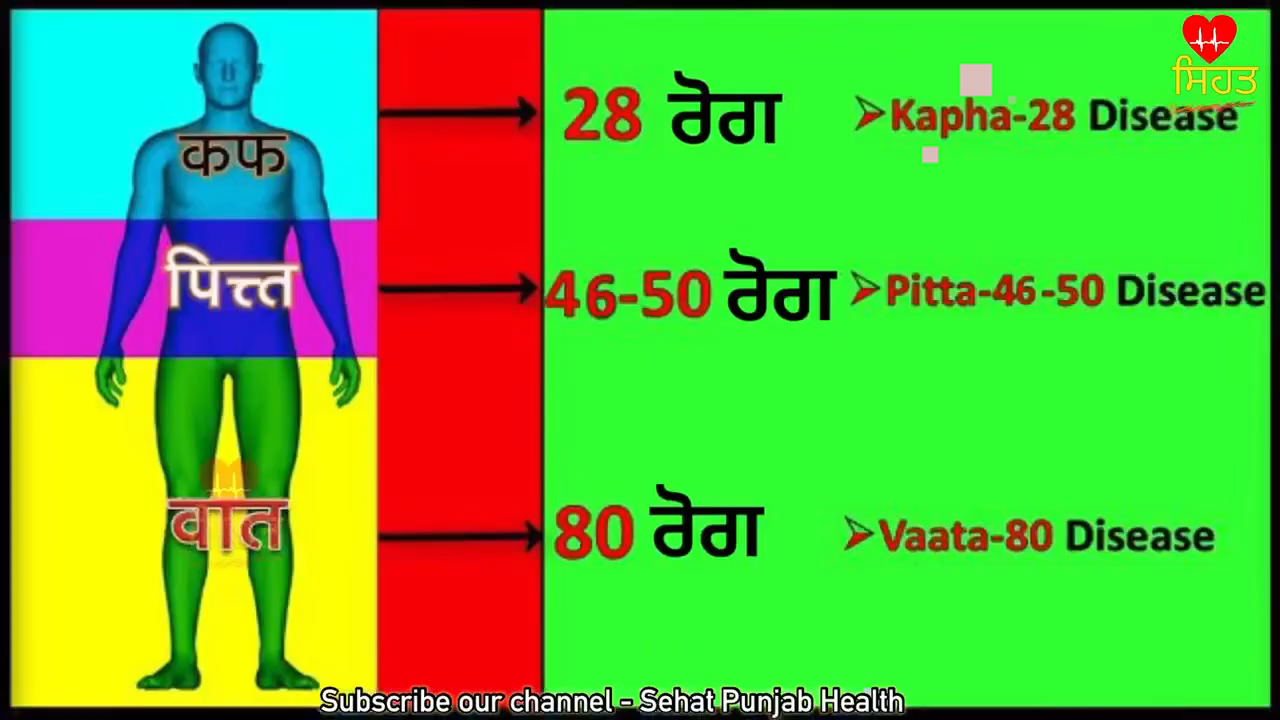 सिहत
ਸਿਹਤ
कफ
28 ਰੋਗ
➢Kapha-28 Disease
पित्त्त
46-50 ਰੋਗ
➢Pitta-46-50 Disease
वात
80 ਰੋਗ
➢Vaata-80 Disease
Subscribe our channel - Sehat Punjab Health